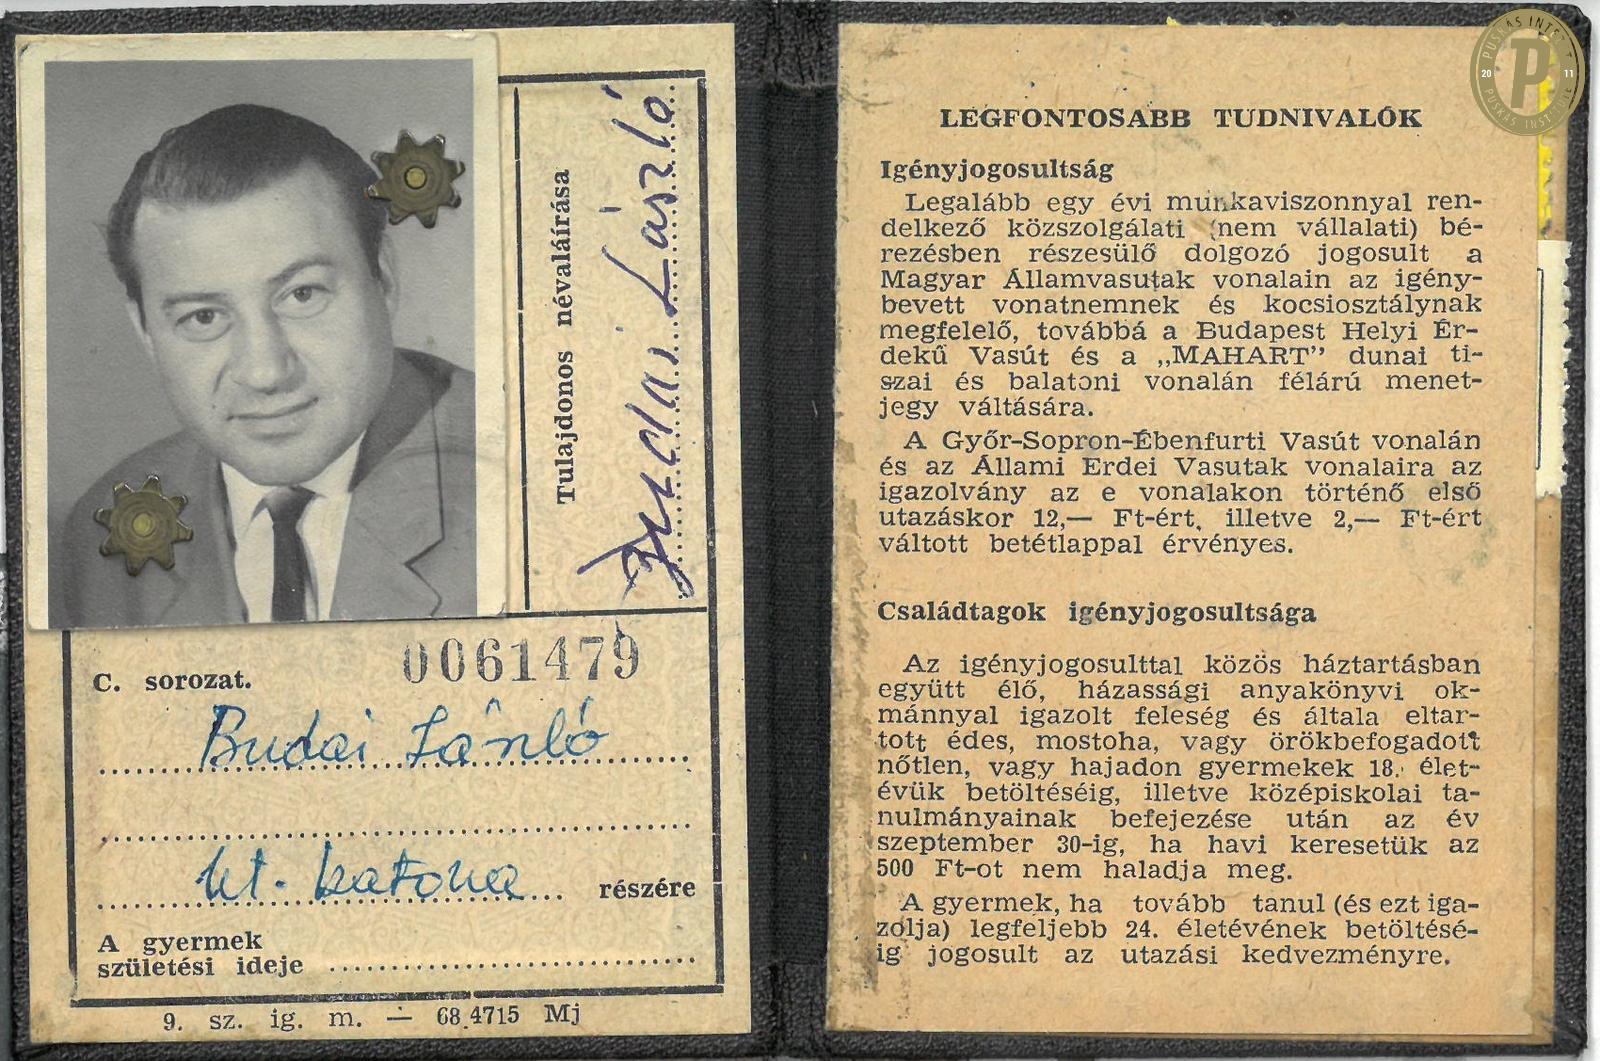 Tulajdonos névaláírása
Budai László
C. sorozat.
0061479
Budai László
ht. katona
részére
A gyermek
születési ideje
9. sz. ig. m. — 68.4715 Mj
PUSKÁS INTÉZET
20 P 11
PUSKÁS INSTITUTE
LEGFONTOSABB TUDNIVALÓK
Igényjogosultság
Legalább egy évi munkaviszonnyal ren-
delkező közszolgálati (nem vállalati) bé-
rezésben részesülő dolgozó jogosult a
Magyar Államvasutak vonalain az igény-
bevett vonatnemnek és kocsiosztálynak
megfelelő, továbbá a Budapest Helyi Ér-
dekű Vasút és a „MAHART” dunai ti-
szai és balatoni vonalán félárú menet-
jegy váltására.
A Győr-Sopron-Ébenfurti Vasút vonalán
és az Állami Erdei Vasutak vonalaira az
igazolvány az e vonalakon történő első
utazáskor 12,— Ft-ért, illetve 2,— Ft-ért
váltott betétlappal érvényes.
Családtagok igényjogosultsága
Az igényjogosulttal közös háztartásban
együtt élő, házassági anyakönyvi ok-
mánnyal igazolt feleség és általa eltar-
tott édes, mostoha, vagy örökbefogadott
nőtlen, vagy hajadon gyermekek 18. élet-
évük betöltéséig, illetve középiskolai ta-
nulmányainak befejezése után az év
szeptember 30-ig, ha havi keresetük az
500 Ft-ot nem haladja meg.
A gyermek, ha tovább tanul (és ezt iga-
zolja) legfeljebb 24. életévének betöltésé-
ig jogosult az utazási kedvezményre.